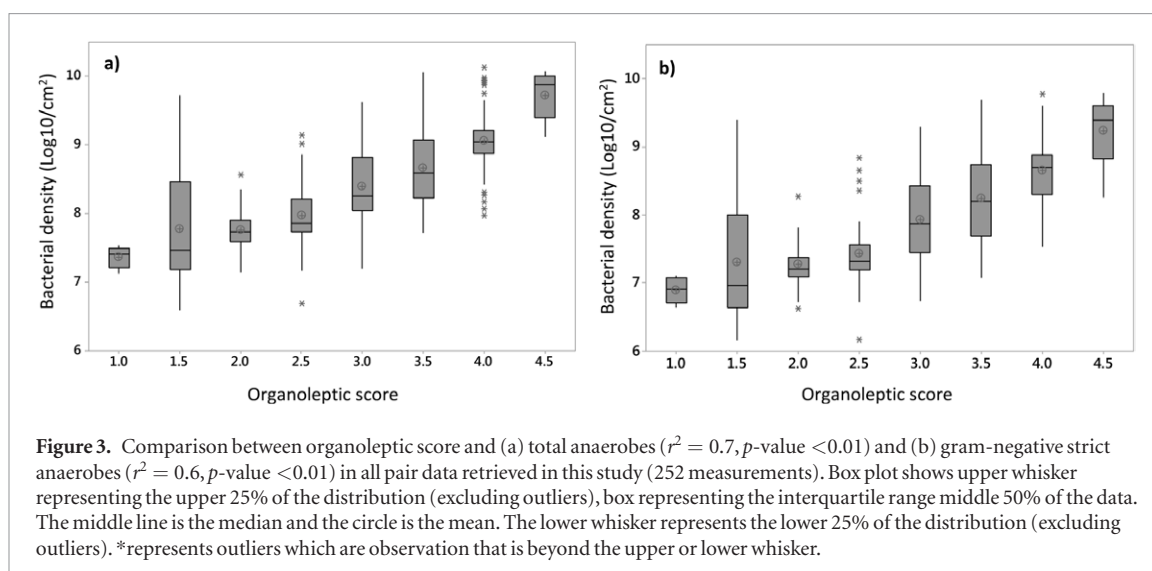 a)
Bacterial density (Log10/cm²)
10
9
8
7
6
1.0 1.5 2.0 2.5 3.0 3.5 4.0 4.5
Organoleptic score
b)
Bacterial density (Log10/cm²)
10
9
8
7
6
1.0 1.5 2.0 2.5 3.0 3.5 4.0 4.5
Organoleptic score
Figure 3. Comparison between organoleptic score and (a) total anaerobes (r² = 0.7, p-value <0.01) and (b) gram-negative strict
anaerobes (r² = 0.6, p-value <0.01) in all pair data retrieved in this study (252 measurements). Box plot shows upper whisker
representing the upper 25% of the distribution (excluding outliers), box representing the interquartile range middle 50% of the data.
The middle line is the median and the circle is the mean. The lower whisker represents the lower 25% of the distribution (excluding
outliers). *represents outliers which are observation that is beyond the upper or lower whisker.